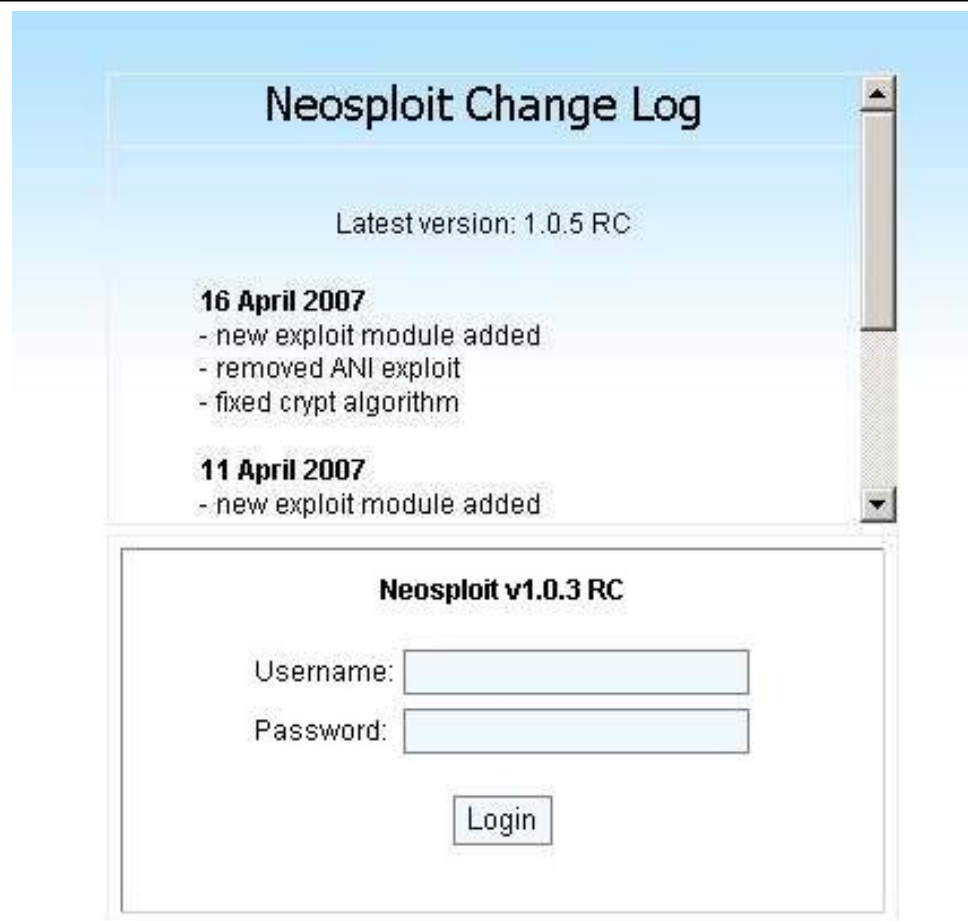 Neosploit Change Log
Latest version: 1.0.5 RC
16 April 2007
- new exploit module added
- removed ANI exploit
- fixed crypt algorithm
11 April 2007
- new exploit module added
Neosploit v1.0.3 RC
Username:
Password:
Login